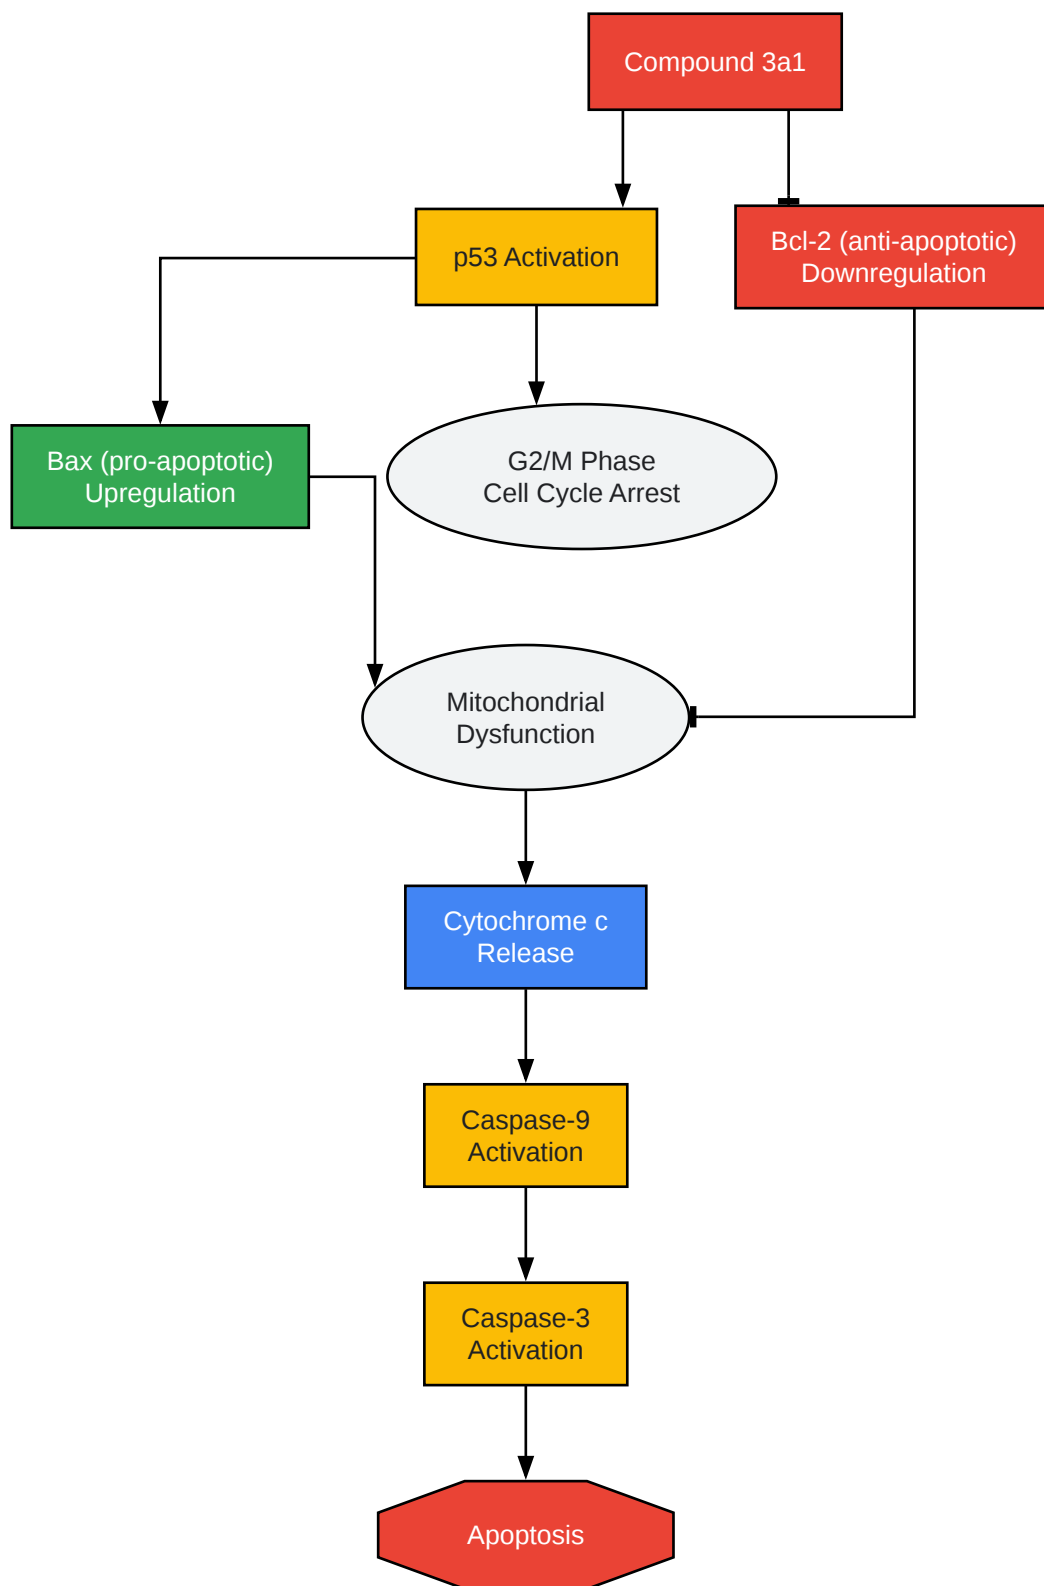 Compound 3a1
p53 Activation
Bcl-2 (anti-apoptotic)
Downregulation
Bax (pro-apoptotic)
Upregulation
G2/M Phase
Cell Cycle Arrest
Mitochondrial
Dysfunction
Cytochrome c
Release
Caspase-9
Activation
Caspase-3
Activation
Apoptosis